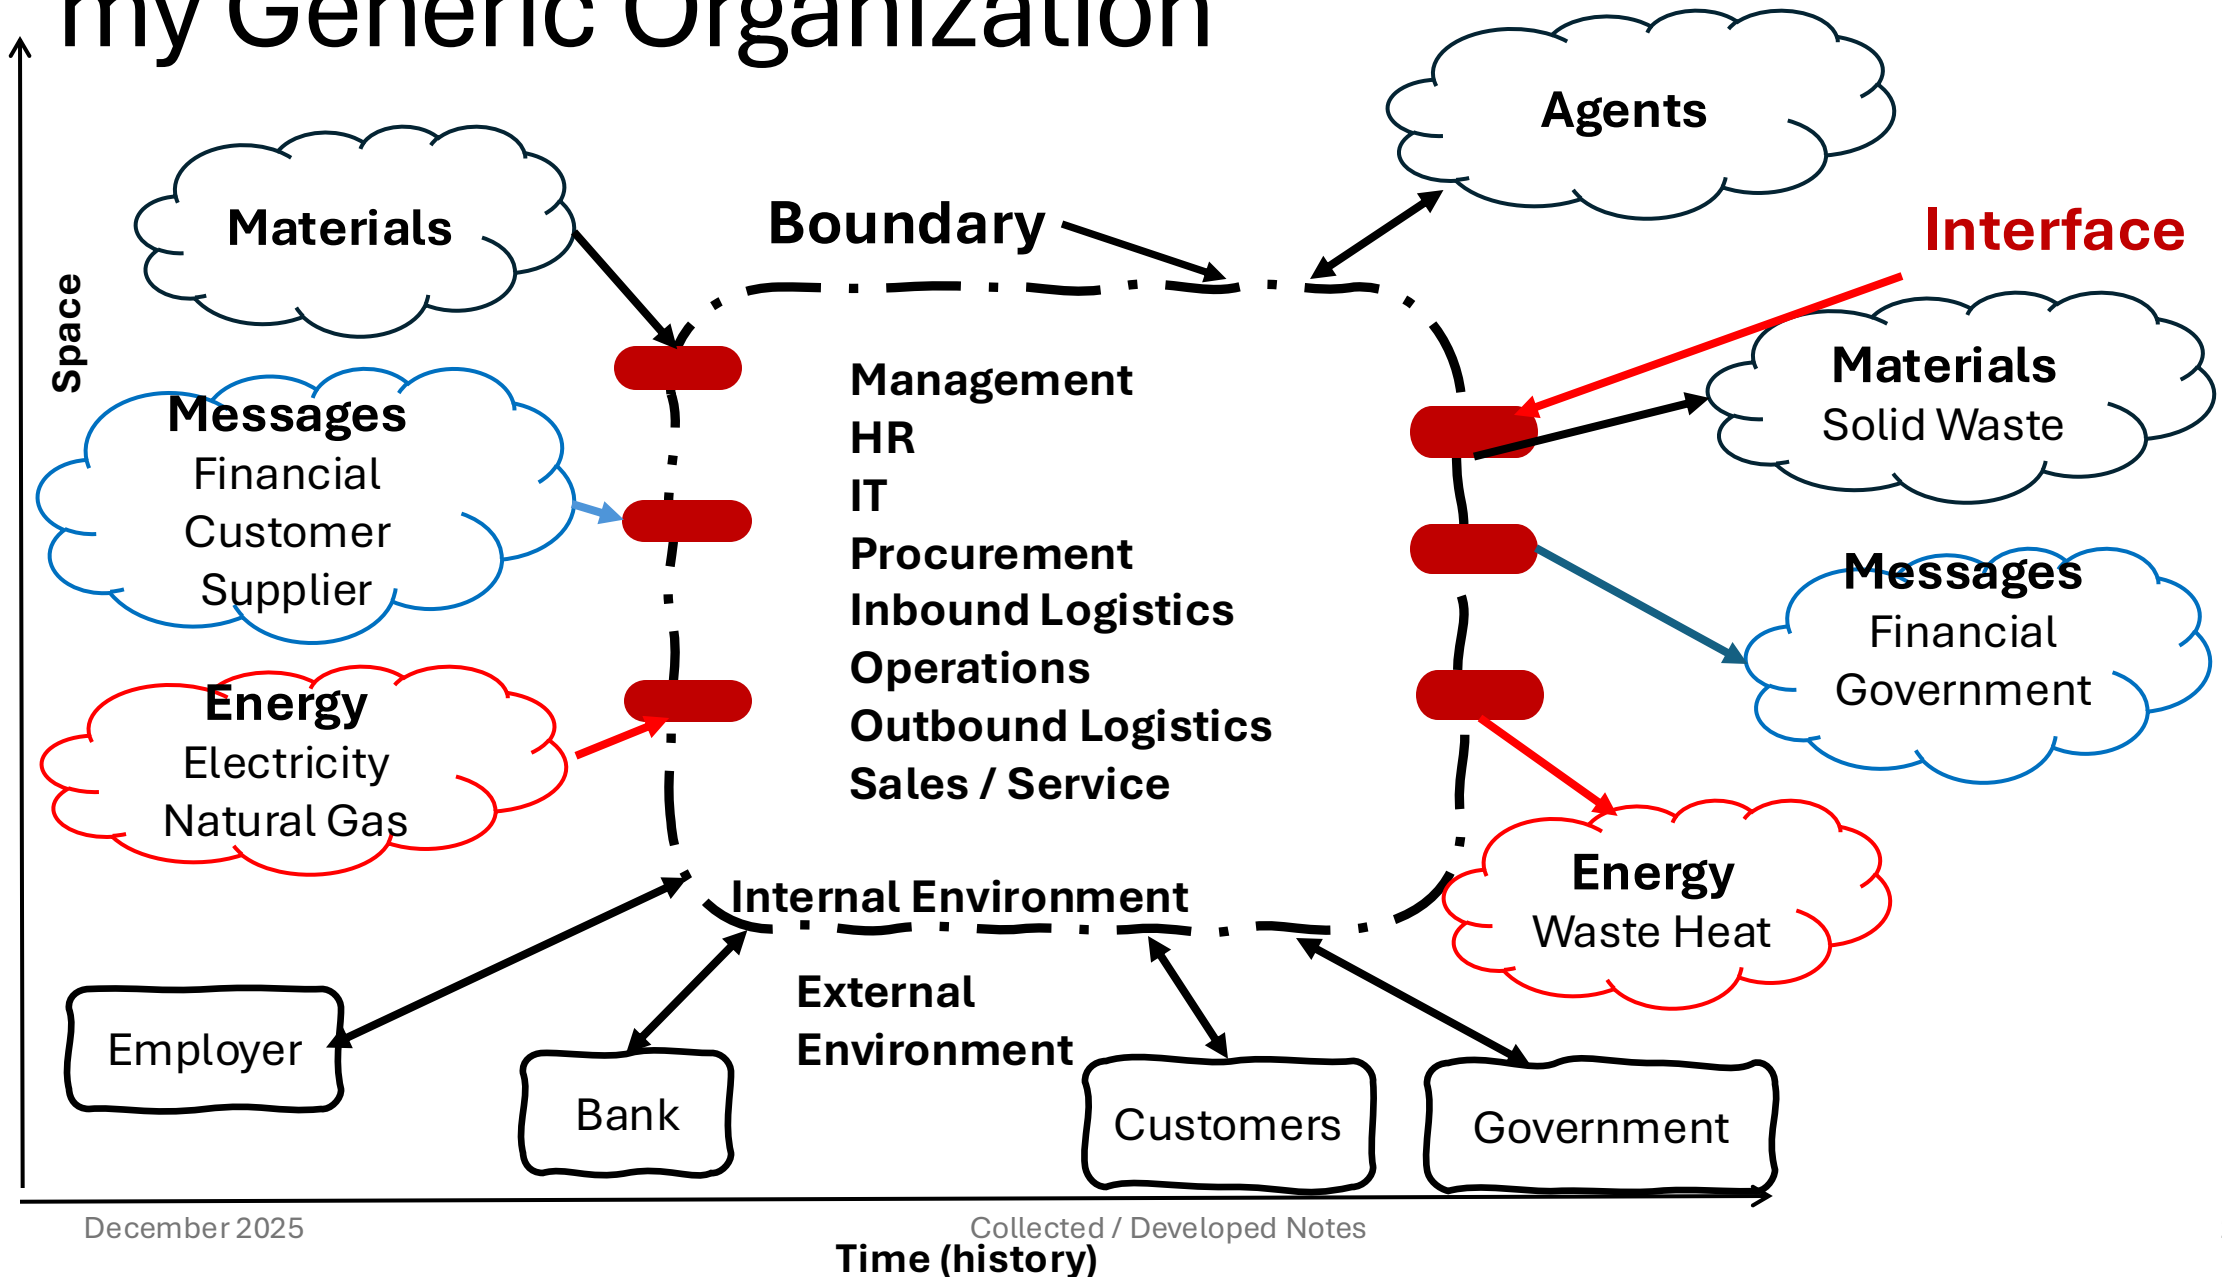 my Generic Organization
Agents
Materials
Boundary
Interface
Space
Materials
Solid Waste
Messages
Financial
Customer
Supplier
Management
HR
IT
Procurement
Inbound Logistics
Operations
Outbound Logistics
Sales / Service
Messages
Financial
Government
Energy
Electricity
Natural Gas
Energy
Waste Heat
Internal Environment
External
Environment
Employer
Bank
Customers
Government
December 2025
Collected / Developed Notes
Time (history)